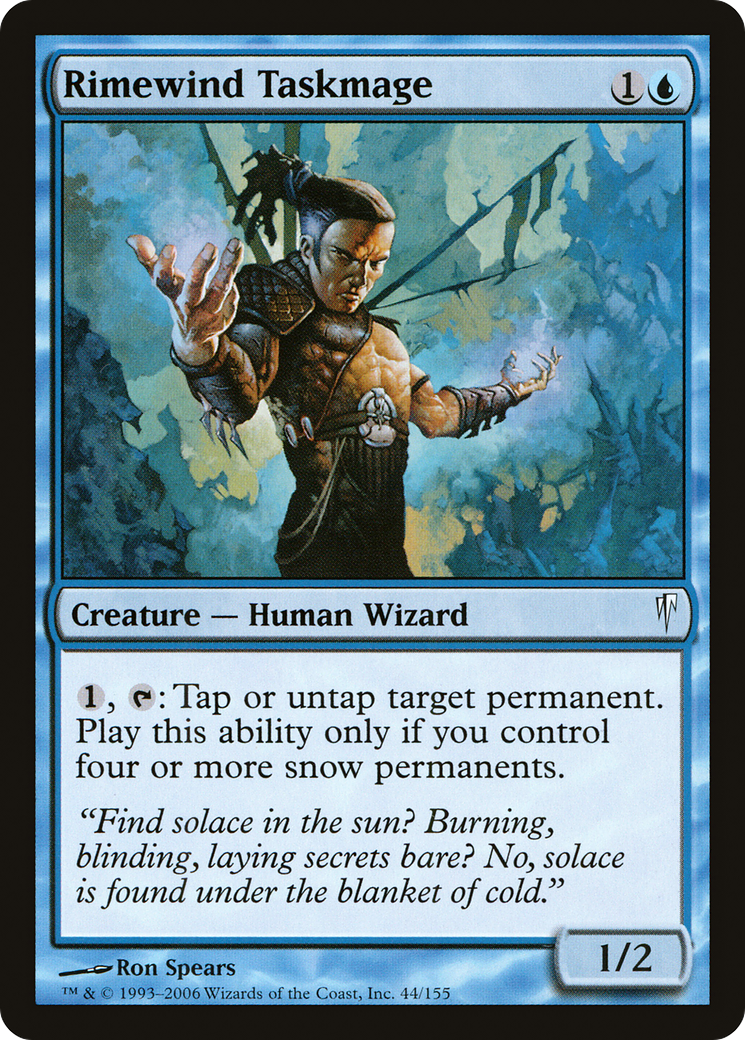 Rimewind Taskmage 1
Creature — Human Wizard
1, : Tap or untap target permanent.
Play this ability only if you control
four or more snow permanents.
“Find solace in the sun? Burning,
blinding, laying secrets bare? No, solace
is found under the blanket of cold.”
1/2
Ron Spears
™ & © 1993–2006 Wizards of the Coast, Inc. 44/155